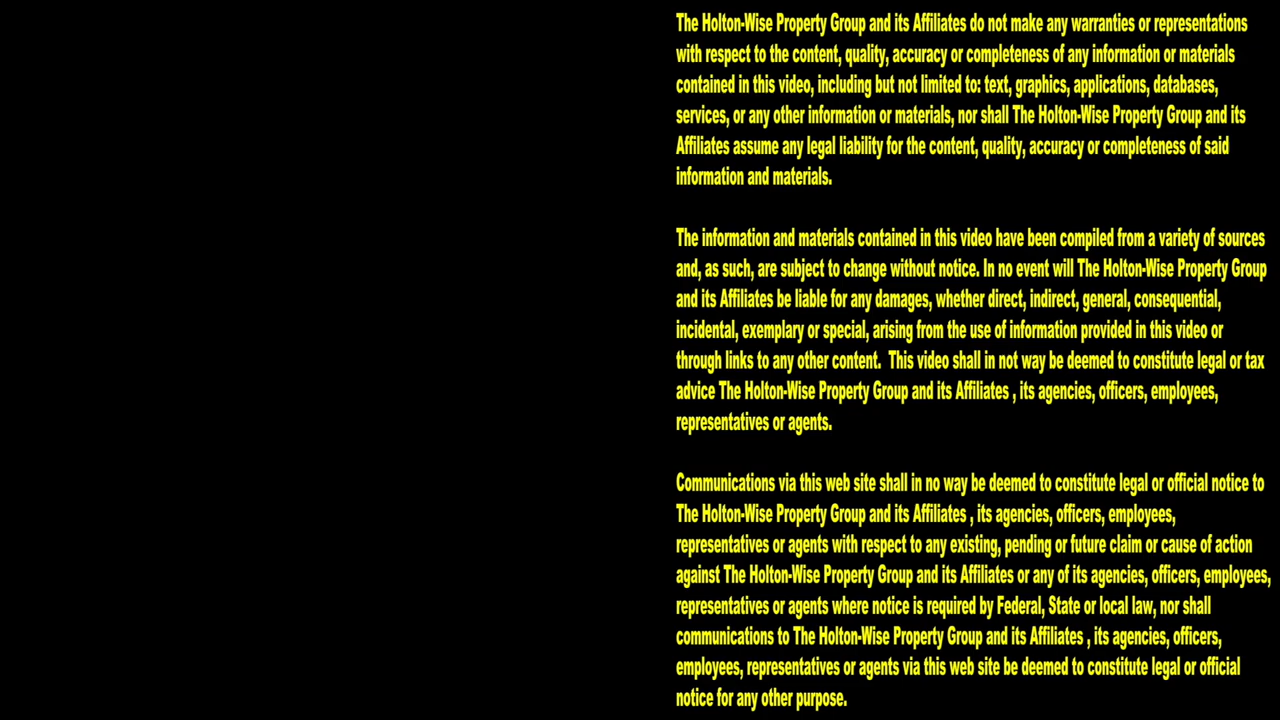 The Holton-Wise Property Group and its Affiliates do not make any warranties or representations
with respect to the content, quality, accuracy or completeness of any information or materials
contained in this video, including but not limited to: text, graphics, applications, databases,
services, or any other information or materials, nor shall The Holton-Wise Property Group and its
Affiliates assume any legal liability for the content, quality, accuracy or completeness of said
information and materials.
The information and materials contained in this video have been compiled from a variety of sources
and, as such, are subject to change without notice. In no event will The Holton-Wise Property Group
and its Affiliates be liable for any damages, whether direct, indirect, general, consequential,
incidental, exemplary or special, arising from the use of information provided in this video or
through links to any other content.  This video shall in not way be deemed to constitute legal or tax
advice The Holton-Wise Property Group and its Affiliates , its agencies, officers, employees,
representatives or agents.
Communications via this web site shall in no way be deemed to constitute legal or official notice to
The Holton-Wise Property Group and its Affiliates , its agencies, officers, employees,
representatives or agents with respect to any existing, pending or future claim or cause of action
against The Holton-Wise Property Group and its Affiliates or any of its agencies, officers, employees,
representatives or agents where notice is required by Federal, State or local law, nor shall
communications to The Holton-Wise Property Group and its Affiliates , its agencies, officers,
employees, representatives or agents via this web site be deemed to constitute legal or official
notice for any other purpose.